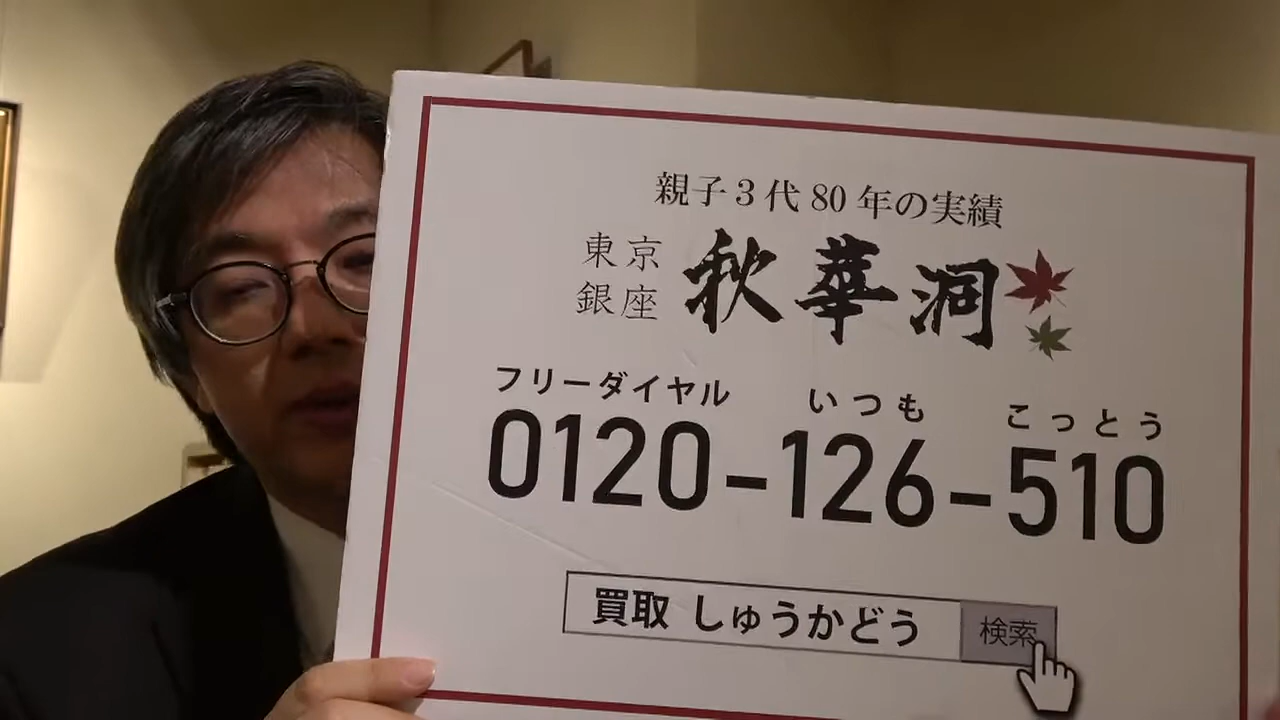 親子3代80年の実績
東京
銀座
秋華洞
フリーダイヤル いつも こっとう
0120-126-510
買取 しゅうかどう 検索